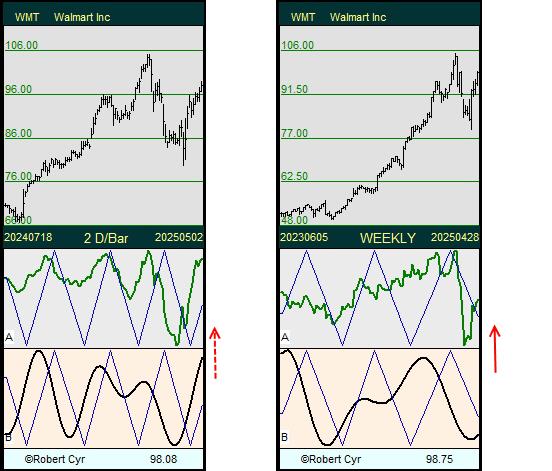 WMT Walmart Inc
106.00
96.00
86.00
76.00
66.00
20240718 2 D/Bar 20250502
A
B
©Robert Cyr 98.08
WMT Walmart Inc
106.00
91.50
77.00
62.50
48.00
20230605 WEEKLY 20250428
A
B
©Robert Cyr 98.75